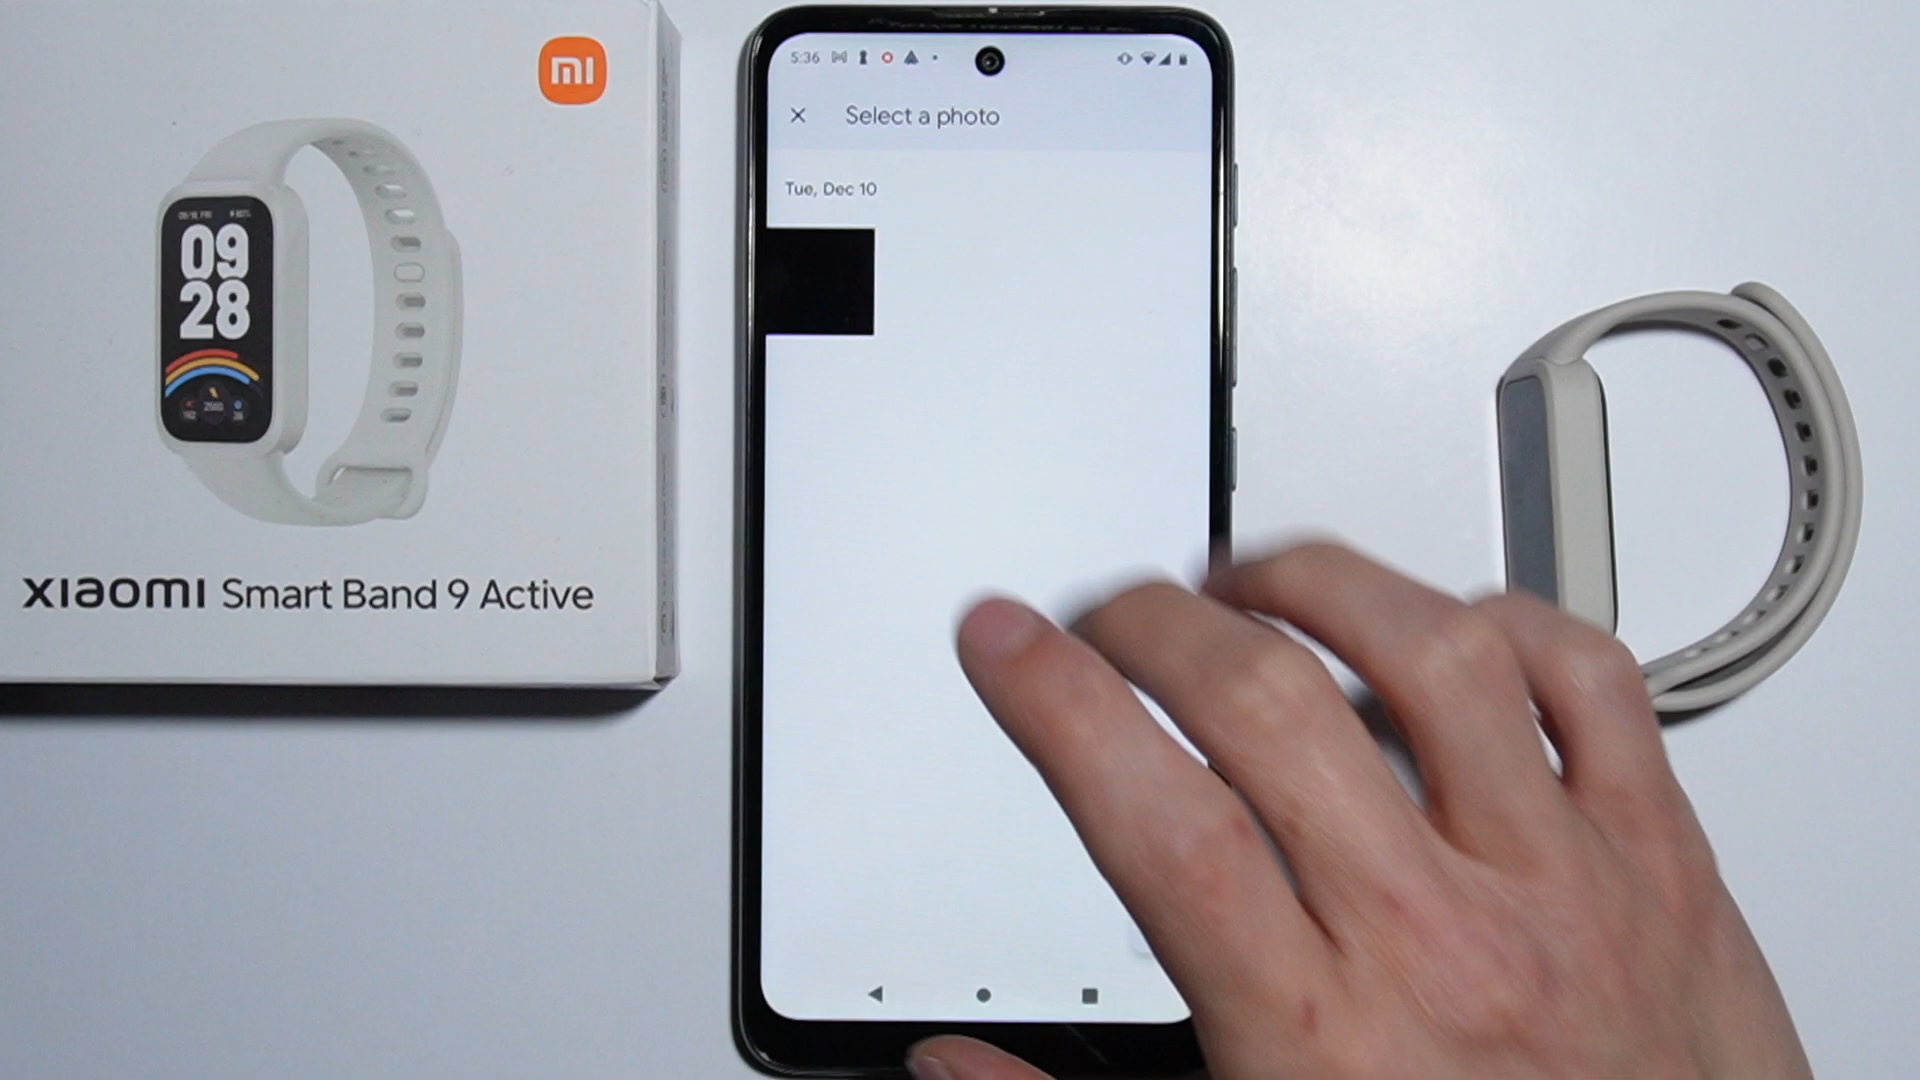 mi
09
28
xiaomi Smart Band 9 Active
5:36
Select a photo
Tue, Dec 10